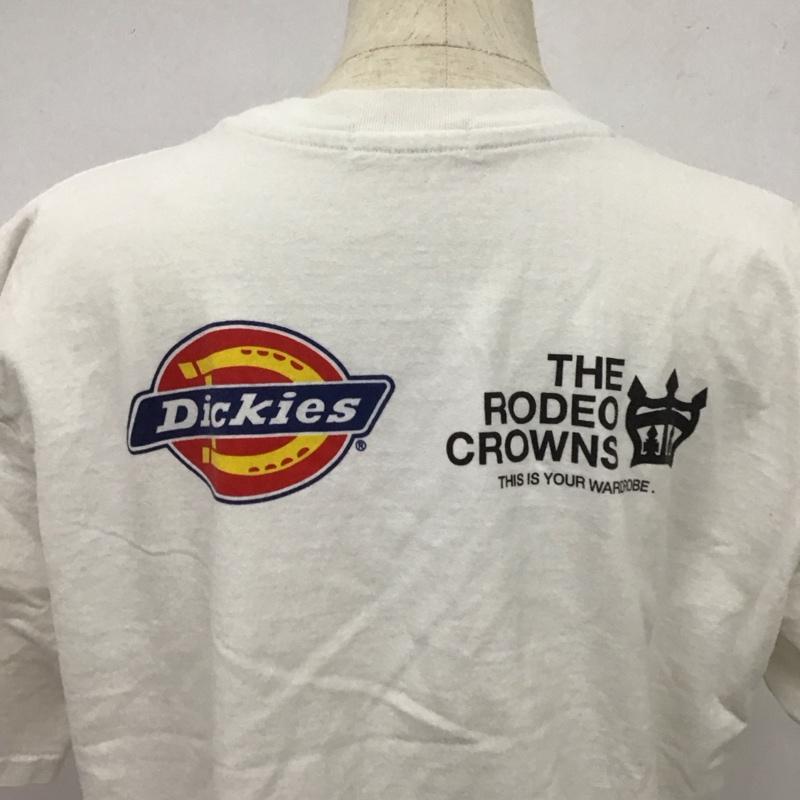 Dickies
®
THE
RODEO
CROWNS
THIS IS YOUR WARDROBE.